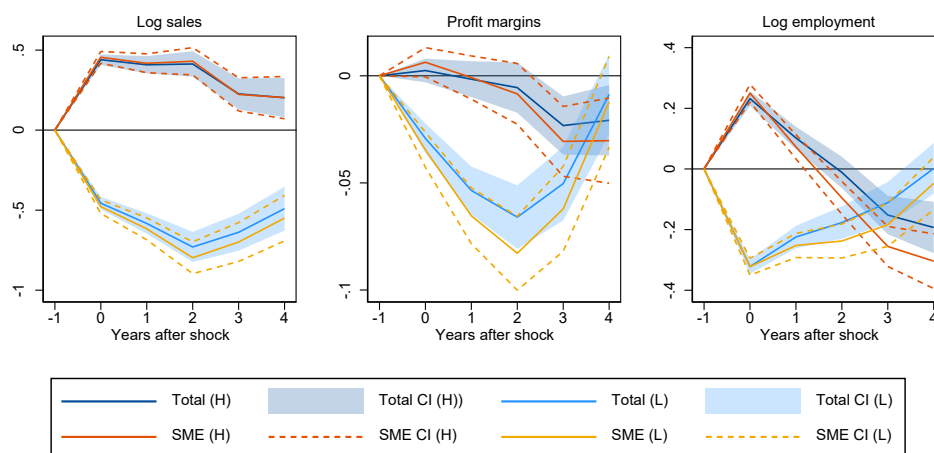 Log sales
Profit margins
Log employment
.5
0
-.5
-1
0
-.05
-.1
.4
.2
0
-.2
-.4
-1 0 1 2 3 4
-1 0 1 2 3 4
-1 0 1 2 3 4
Years after shock
Years after shock
Years after shock
Total (H)
Total CI (H))
Total (L)
Total CI (L)
SME (H)
SME CI (H)
SME (L)
SME CI (L)